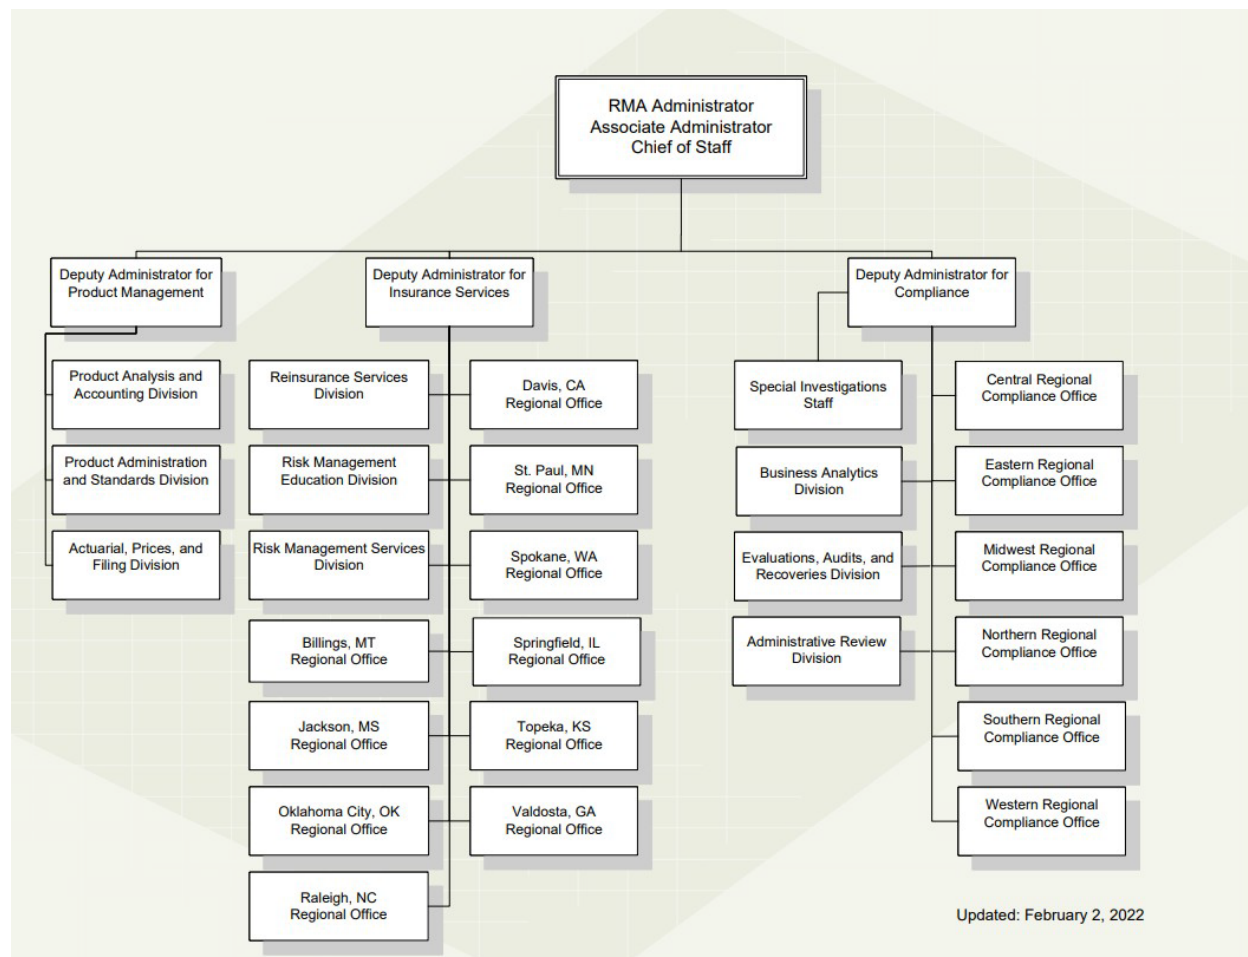 RMA Administrator
Associate Administrator
Chief of Staff
Deputy Administrator for
Product Management
Deputy Administrator for
Insurance Services
Deputy Administrator for
Compliance
Product Analysis and
Accounting Division
Product Administration
and Standards Division
Actuarial, Prices, and
Filing Division
Reinsurance Services
Division
Risk Management
Education Division
Risk Management Services
Division
Billings, MT
Regional Office
Jackson, MS
Regional Office
Oklahoma City, OK
Regional Office
Raleigh, NC
Regional Office
Davis, CA
Regional Office
St. Paul, MN
Regional Office
Spokane, WA
Regional Office
Springfield, IL
Regional Office
Topeka, KS
Regional Office
Valdosta, GA
Regional Office
Special Investigations
Staff
Business Analytics
Division
Evaluations, Audits, and
Recoveries Division
Administrative Review
Division
Central Regional
Compliance Office
Eastern Regional
Compliance Office
Midwest Regional
Compliance Office
Northern Regional
Compliance Office
Southern Regional
Compliance Office
Western Regional
Compliance Office
Updated: February 2, 2022